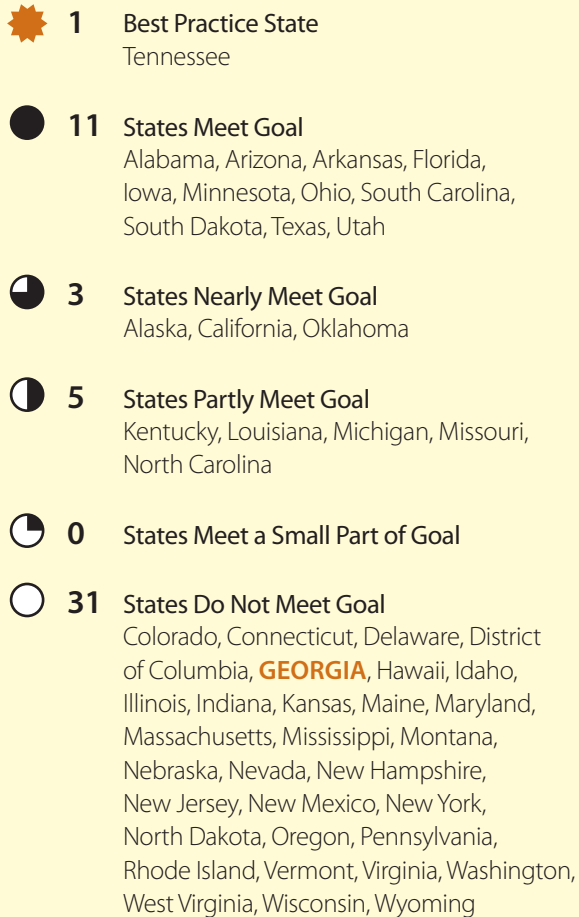 1 Best Practice State
Tennessee
11 States Meet Goal
Alabama, Arizona, Arkansas, Florida,
Iowa, Minnesota, Ohio, South Carolina,
South Dakota, Texas, Utah
3 States Nearly Meet Goal
Alaska, California, Oklahoma
5 States Partly Meet Goal
Kentucky, Louisiana, Michigan, Missouri,
North Carolina
0 States Meet a Small Part of Goal
31 States Do Not Meet Goal
Colorado, Connecticut, Delaware, District
of Columbia, GEORGIA, Hawaii, Idaho,
Illinois, Indiana, Kansas, Maine, Maryland,
Massachusetts, Mississippi, Montana,
Nebraska, Nevada, New Hampshire,
New Jersey, New Mexico, New York,
North Dakota, Oregon, Pennsylvania,
Rhode Island, Vermont, Virginia, Washington,
West Virginia, Wisconsin, Wyoming